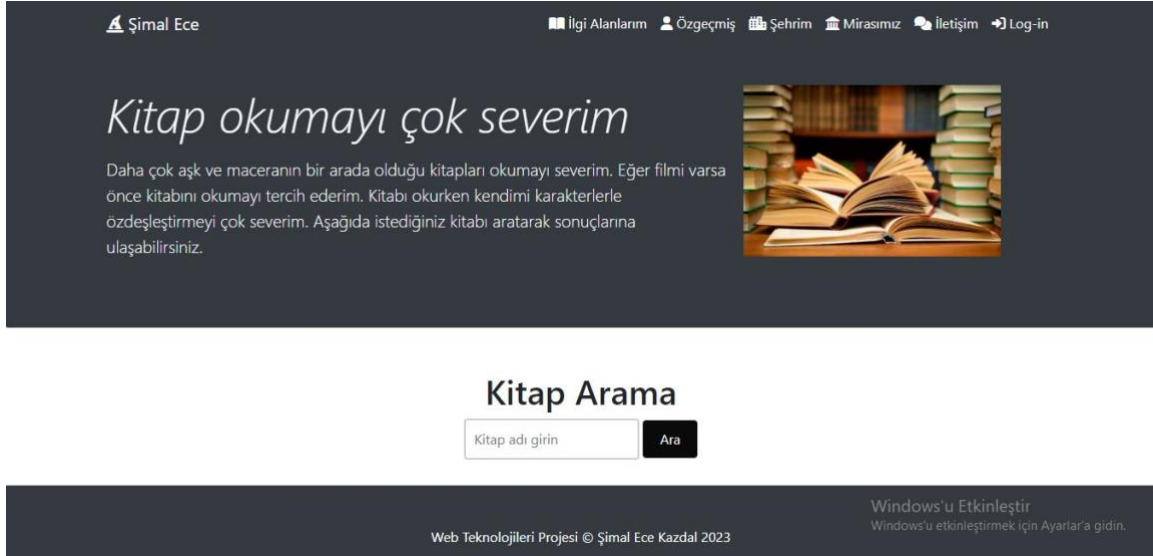 Şimal Ece
İlgi Alanlarım Özgeçmiş Şehrim Mirasımız İletişim Log-in
Kitap okumayı çok severim
Daha çok aşk ve maceranın bir arada olduğu kitapları okumayı severim. Eğer filmi varsa
önce kitabını okumayı tercih ederim. Kitabı okurken kendimi karakterlerle
özdeşleştirmeyi çok severim. Aşağıda istediğiniz kitabı aratarak sonuçlarına
ulaşabilirsiniz.
Kitap Arama
Kitap adı girin
Ara
Windows'u Etkinleştir
Windows'u etkinleştirmek için Ayarlar'a gidin.
Web Teknolojileri Projesi © Şimal Ece Kazdal 2023